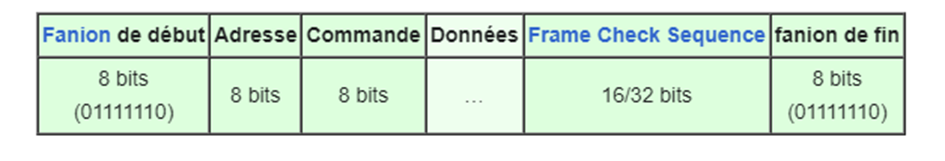 Fanion de début Adresse Commande Données Frame Check Sequence fanion de fin
8 bits
(01111110)
8 bits
8 bits
...
16/32 bits
8 bits
(01111110)